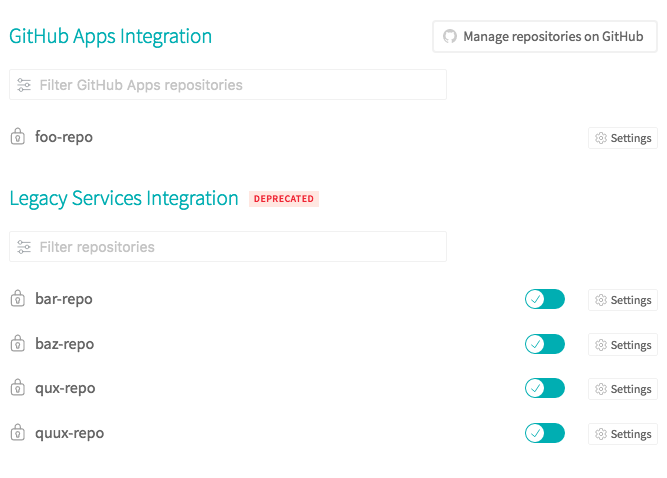 GitHub Apps Integration
Manage repositories on GitHub
Filter GitHub Apps repositories
foo-repo Settings
Legacy Services Integration DEPRECATED
Filter repositories
bar-repo Settings
baz-repo Settings
qux-repo Settings
quux-repo Settings